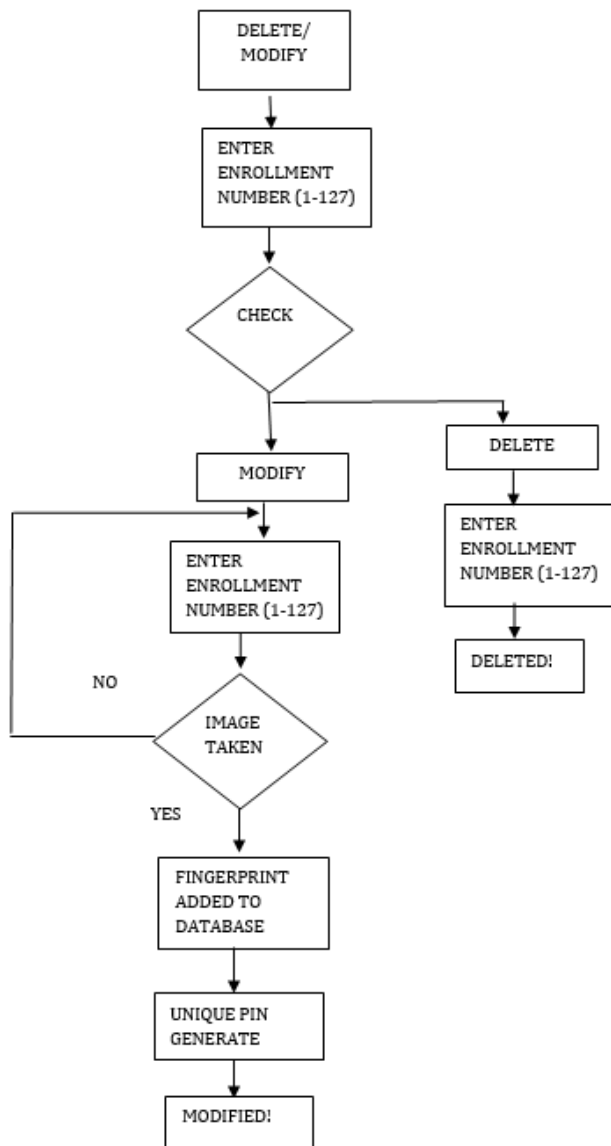 DELETE/
MODIFY
ENTER
ENROLLMENT
NUMBER (1-127)
CHECK
MODIFY
DELETE
ENTER
ENROLLMENT
NUMBER (1-127)
ENTER
ENROLLMENT
NUMBER (1-127)
DELETED!
NO
IMAGE
TAKEN
YES
FINGERPRINT
ADDED TO
DATABASE
UNIQUE PIN
GENERATE
MODIFIED!